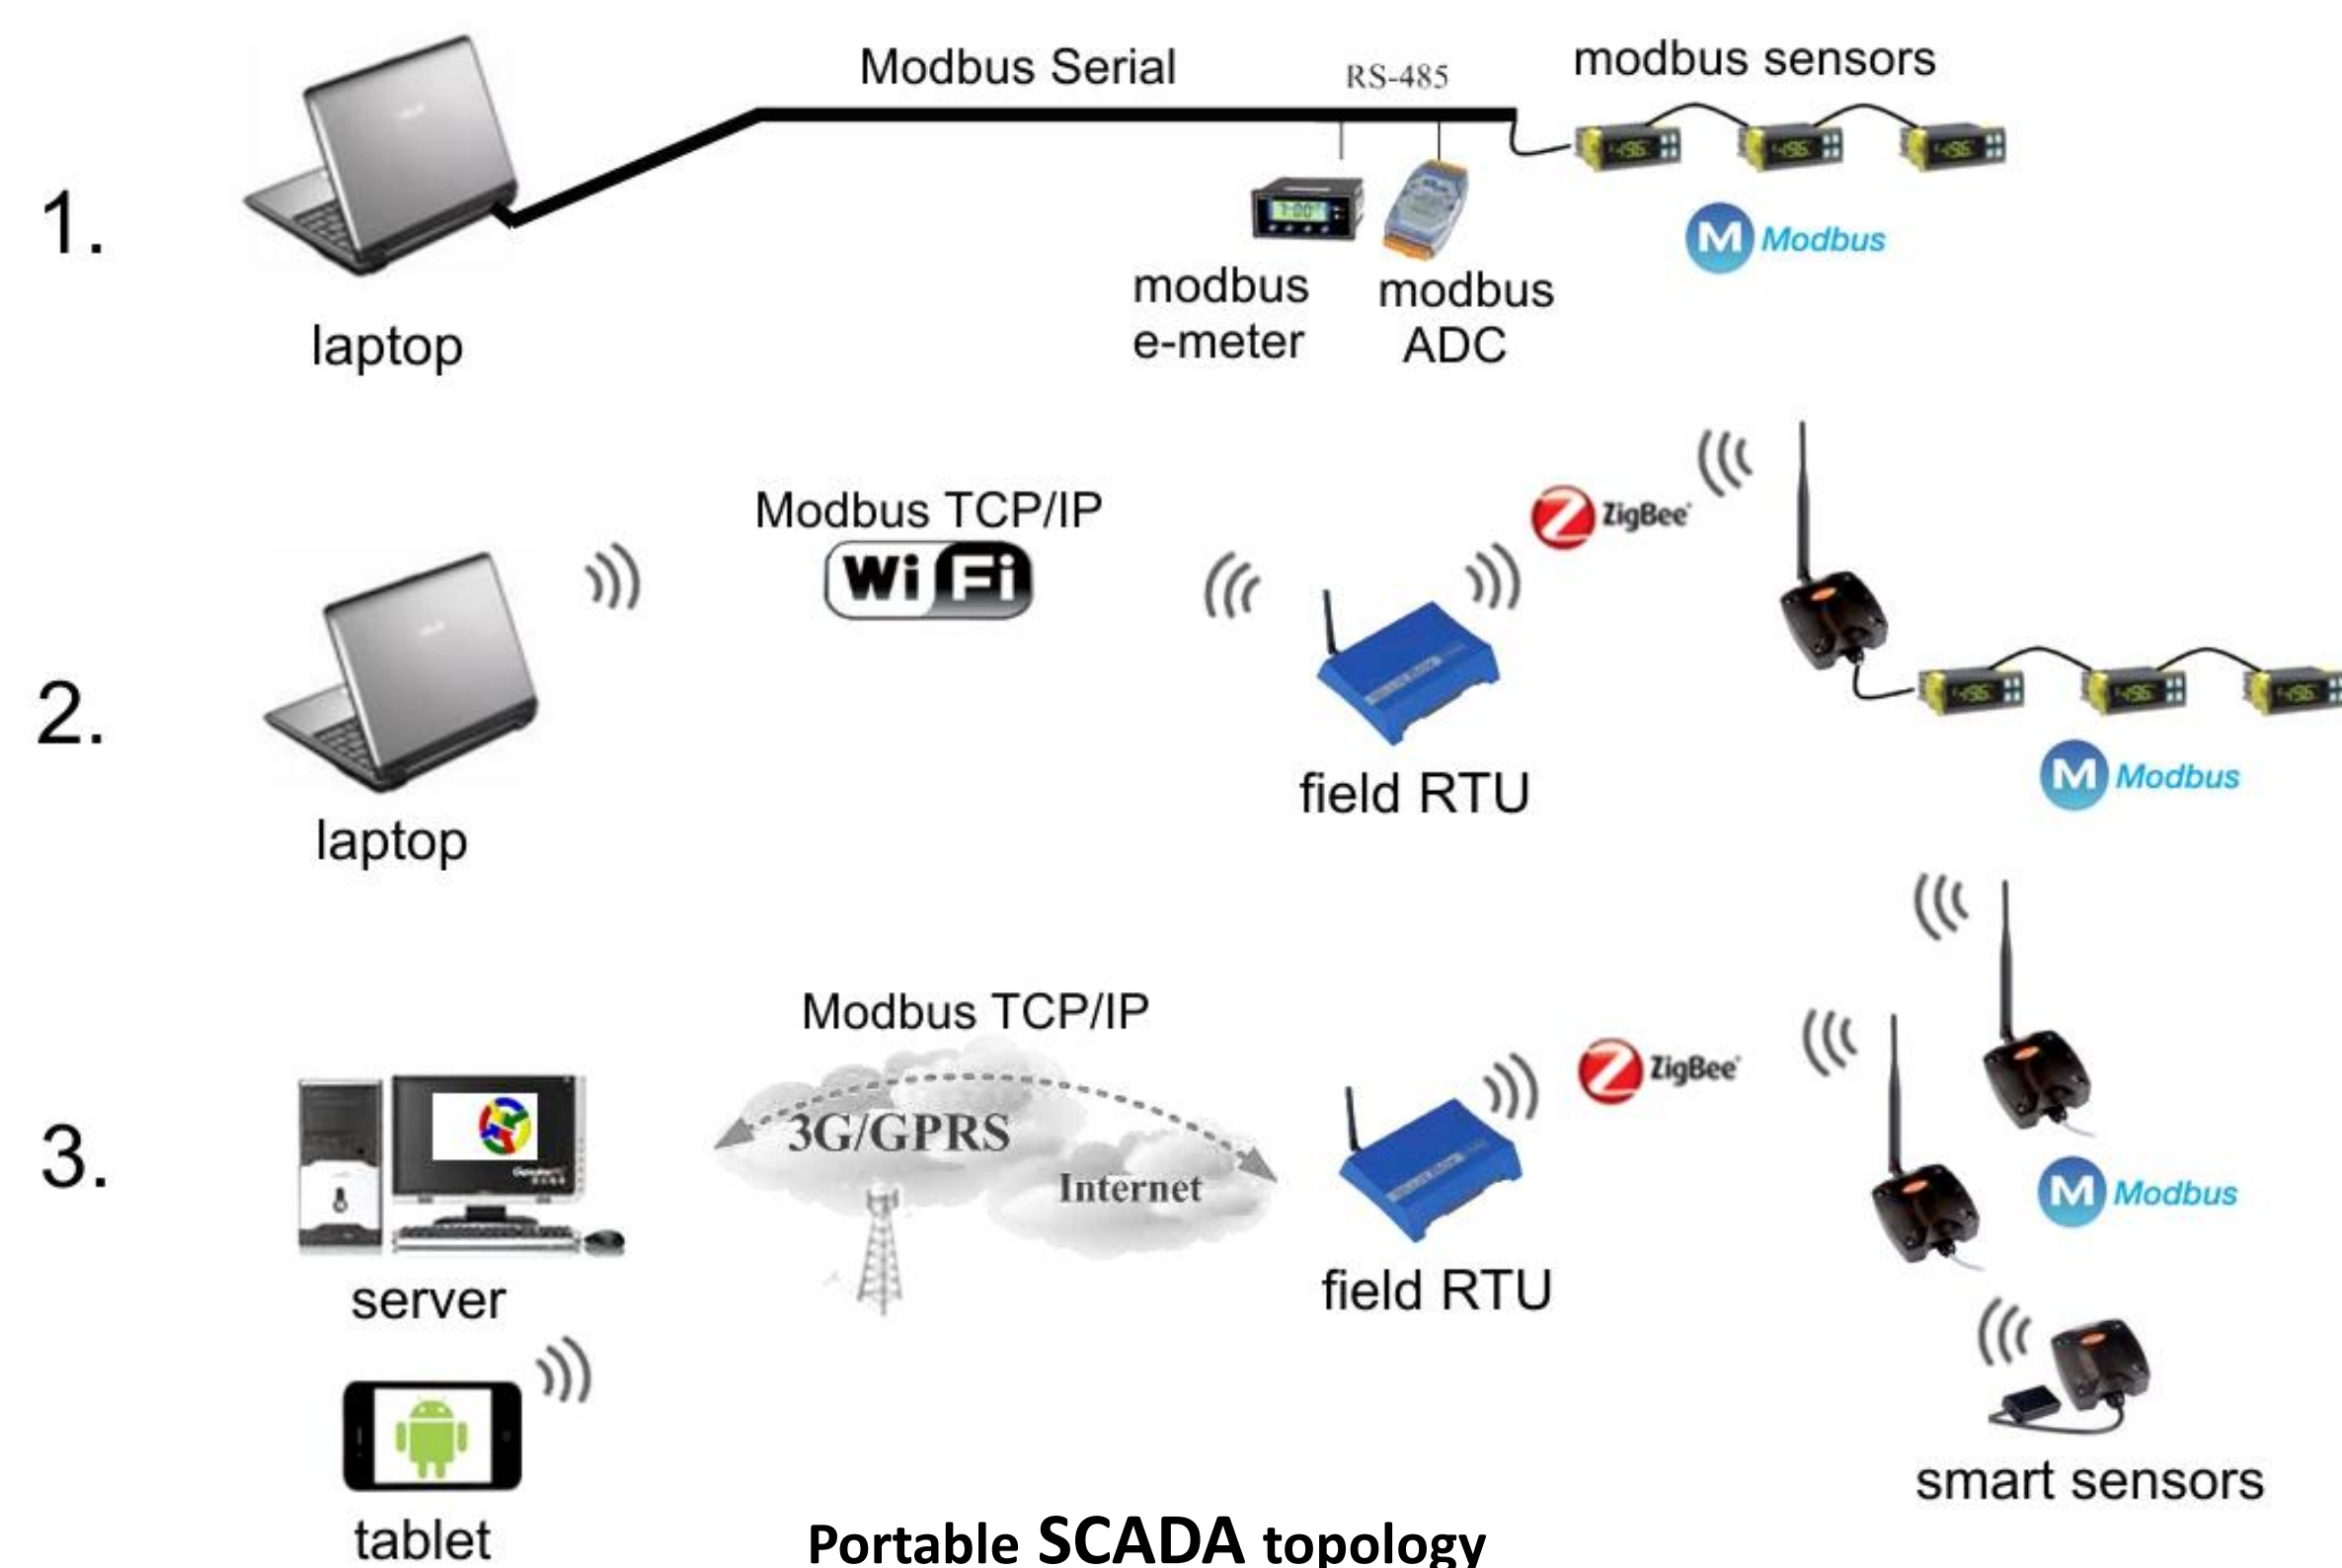 Modbus Serial
RS-485
modbus sensors
1.
M Modbus
modbus
e-meter
modbus
ADC
laptop
Modbus TCP/IP
Wi Fi
ZigBee
2.
field RTU
M Modbus
laptop
Modbus TCP/IP
3G/GPRS
Internet
ZigBee
3.
M Modbus
server
field RTU
tablet
smart sensors
Portable SCADA topology